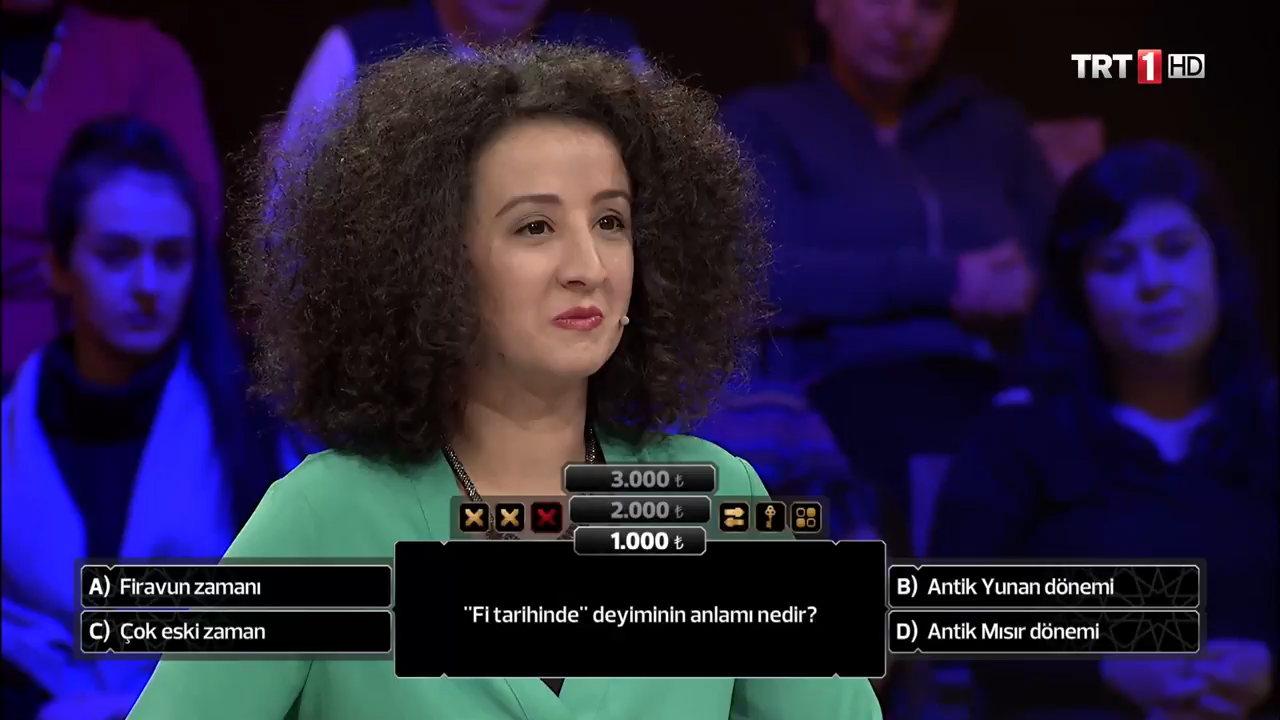 TRT 1 HD
3.000 ₺
2.000 ₺
1.000 ₺
"Fi tarihinde" deyiminin anlamı nedir?
A) Firavun zamanı
B) Antik Yunan dönemi
C) Çok eski zaman
D) Antik Mısır dönemi